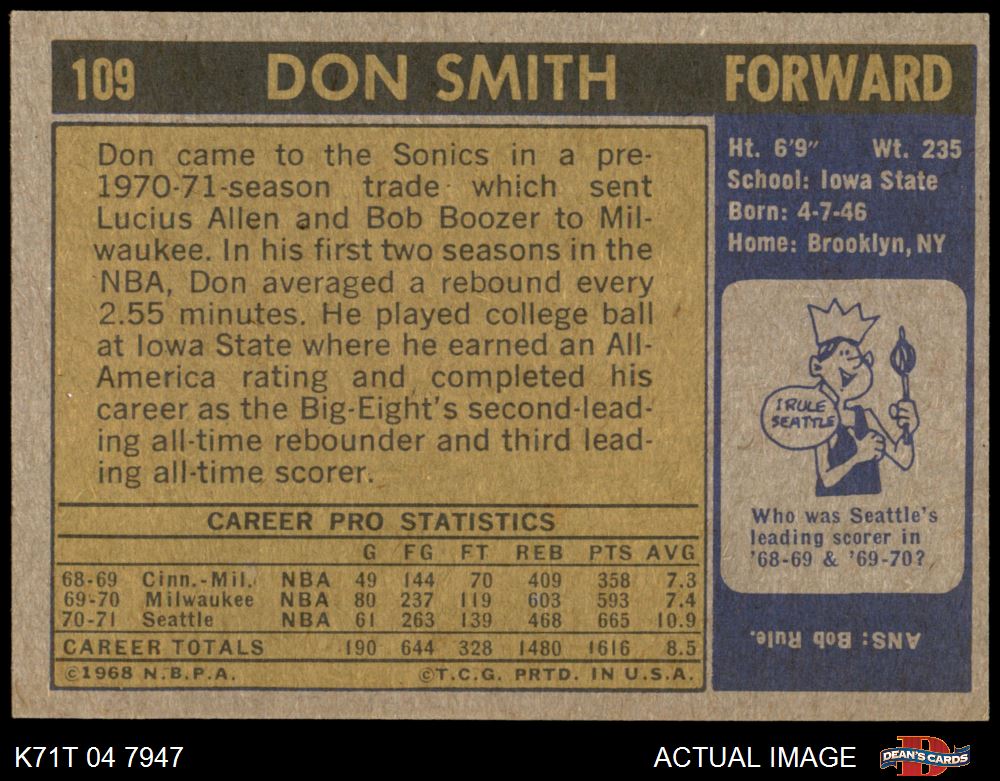 109 DON SMITH FORWARD
Don came to the Sonics in a pre-
1970-71-season trade which sent
Lucius Allen and Bob Boozer to Mil-
waukee. In his first two seasons in the
NBA, Don averaged a rebound every
2.55 minutes. He played college ball
at Iowa State where he earned an All-
America rating and completed his
career as the Big-Eight's second-lead-
ing all-time rebounder and third lead-
ing all-time scorer.
CAREER PRO STATISTICS
G FG FT REB PTS AVG
68-69 Cinn.-Mil. NBA 49 144 70 409 358 7.3
69-70 Milwaukee NBA 80 237 119 603 593 7.4
70-71 Seattle NBA 61 263 139 468 665 10.9
CAREER TOTALS 190 644 328 1480 1616 8.5
©1968 N.B.P.A. ©T.C.G. PRTD. IN U.S.A.
Ht. 6'9" Wt. 235
School: Iowa State
Born: 4-7-46
Home: Brooklyn, NY
I RULE
SEATTLE
Who was Seattle's
leading scorer in
'68-69 & '69-70?
ANS: Bob Rule.
K71T 04 7947 ACTUAL IMAGE DEAN'S CARDS